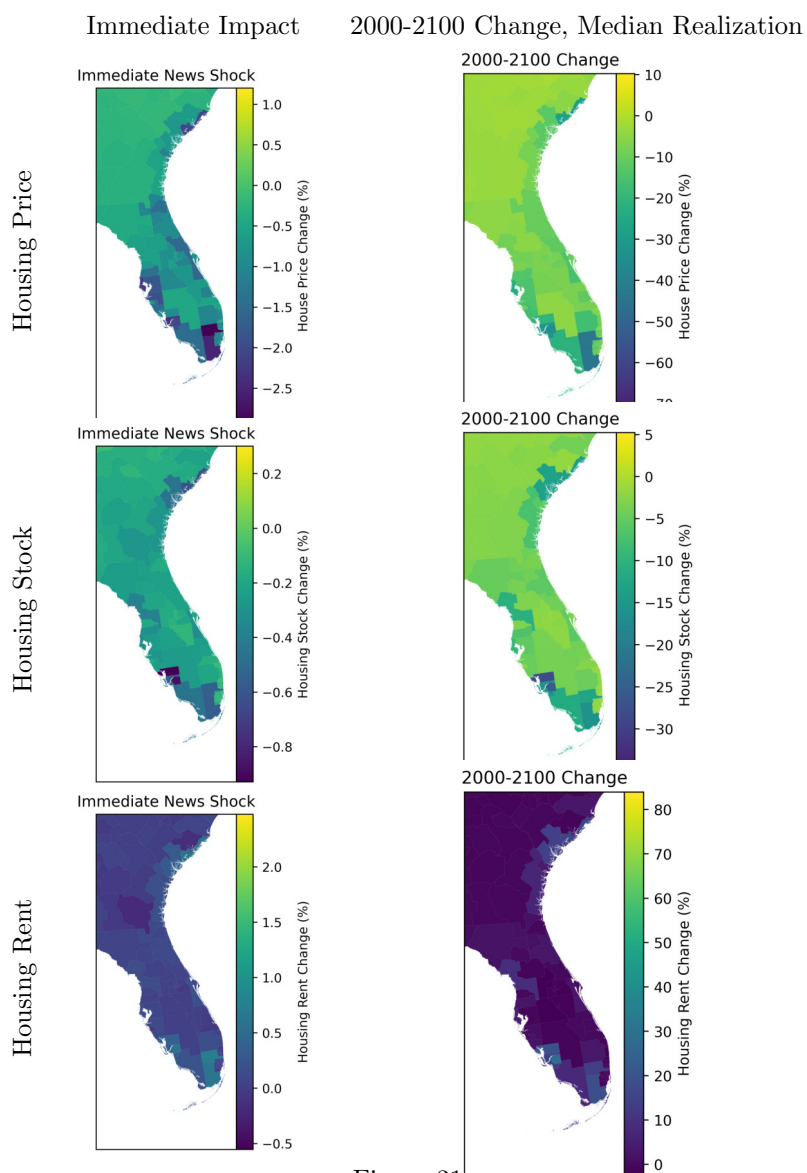 Immediate Impact
2000-2100 Change, Median Realization
Housing Price
Immediate News Shock
1.0
0.5
0.0
−0.5
−1.0
−1.5
−2.0
−2.5
House Price Change (%)
2000-2100 Change
10
0
−10
−20
−30
−40
−50
−60
House Price Change (%)
Housing Stock
Immediate News Shock
0.2
0.0
−0.2
−0.4
−0.6
−0.8
Housing Stock Change (%)
2000-2100 Change
5
0
−5
−10
−15
−20
−25
−30
Housing Stock Change (%)
Housing Rent
Immediate News Shock
2.0
1.5
1.0
0.5
0.0
−0.5
Housing Rent Change (%)
2000-2100 Change
80
70
60
50
40
30
20
10
0
Housing Rent Change (%)